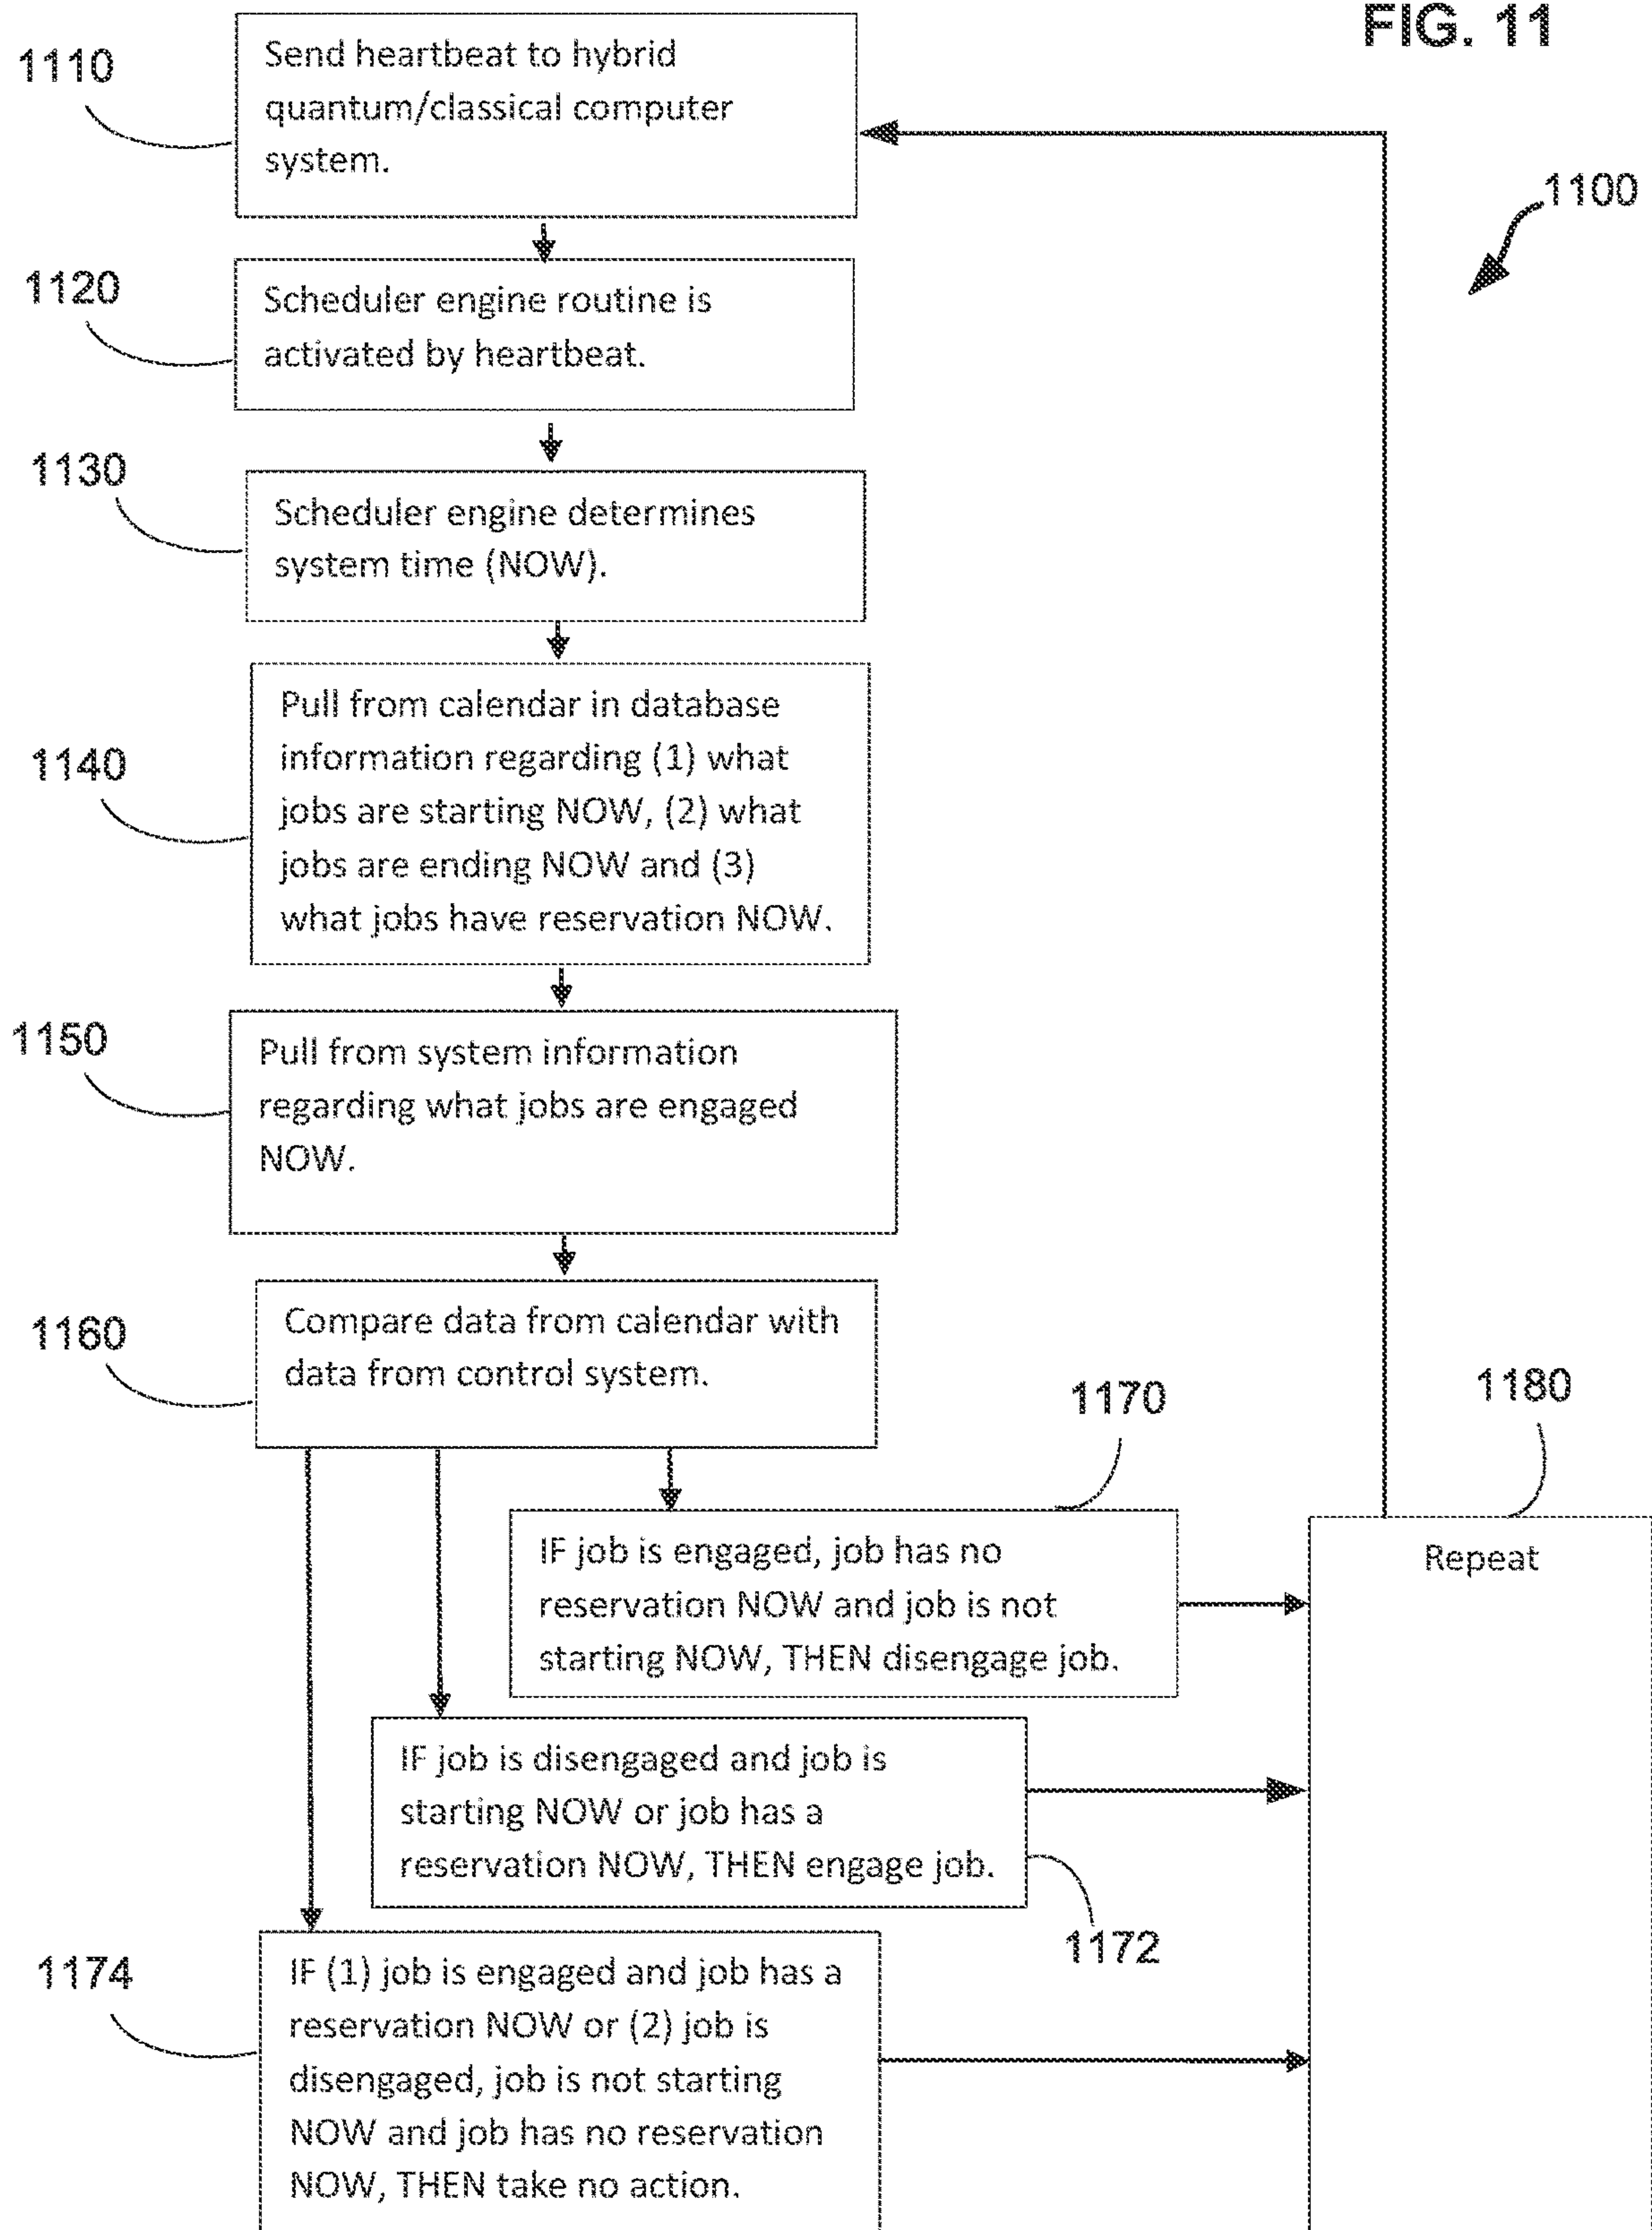 FIG. 11
1100
1110
Send heartbeat to hybrid
quantum/classical computer
system.
1120
Scheduler engine routine is
activated by heartbeat.
1130
Scheduler engine determines
system time (NOW).
1140
Pull from calendar in database
information regarding (1) what
jobs are starting NOW, (2) what
jobs are ending NOW and (3)
what jobs have reservation NOW.
1150
Pull from system information
regarding what jobs are engaged
NOW.
1160
Compare data from calendar with
data from control system.
1170
IF job is engaged, job has no
reservation NOW and job is not
starting NOW, THEN disengage job.
1180
Repeat
IF job is disengaged and job is
starting NOW or job has a
reservation NOW, THEN engage job.
1172
1174
IF (1) job is engaged and job has a
reservation NOW or (2) job is
disengaged, job is not starting
NOW and job has no reservation
NOW, THEN take no action.